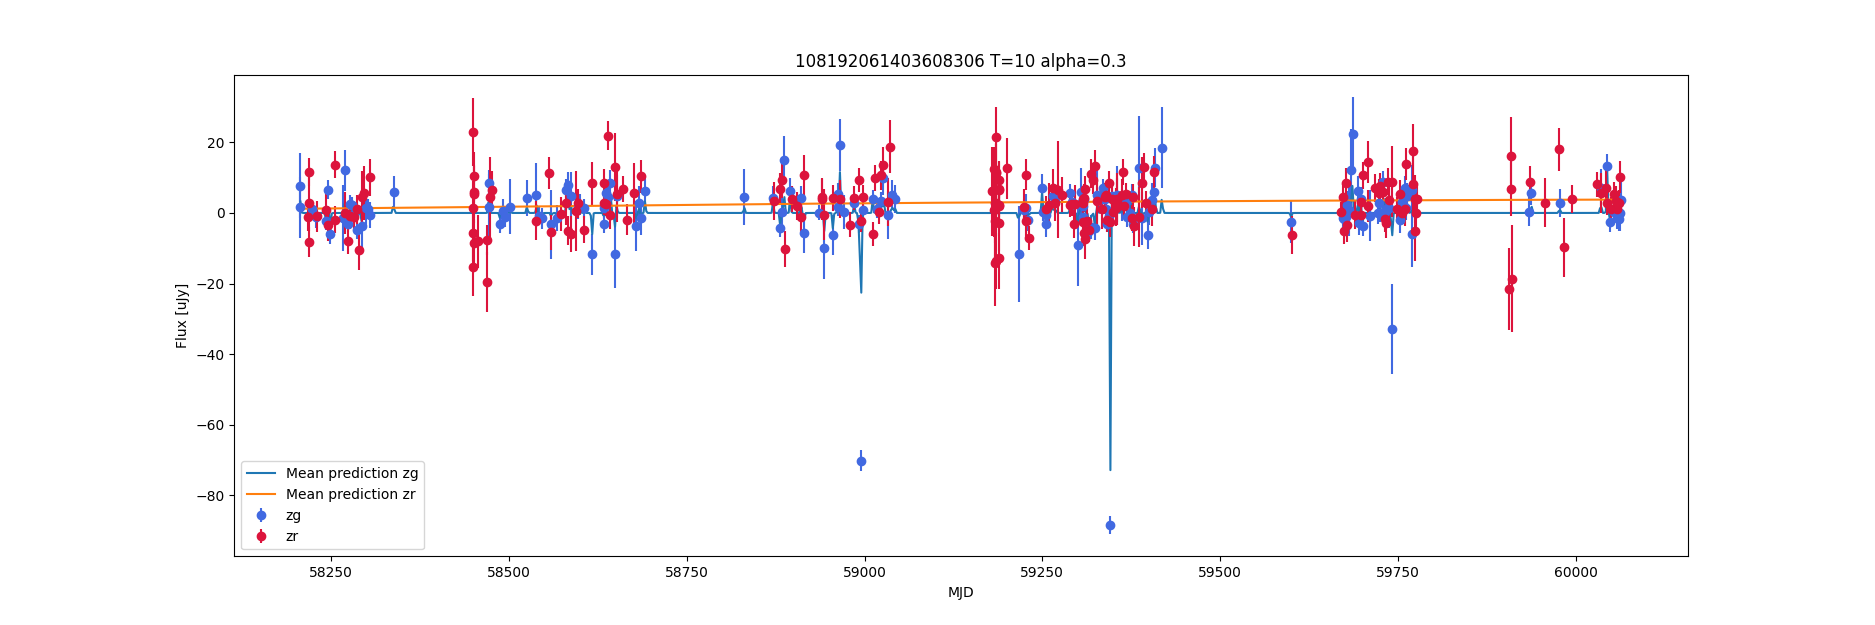 108192061403608306 T=10 alpha=0.3
Flux [uJy]
20
0
−20
−40
−60
−80
Mean prediction zg
Mean prediction zr
zg
zr
58250 58500 58750 59000 59250 59500 59750 60000
MJD